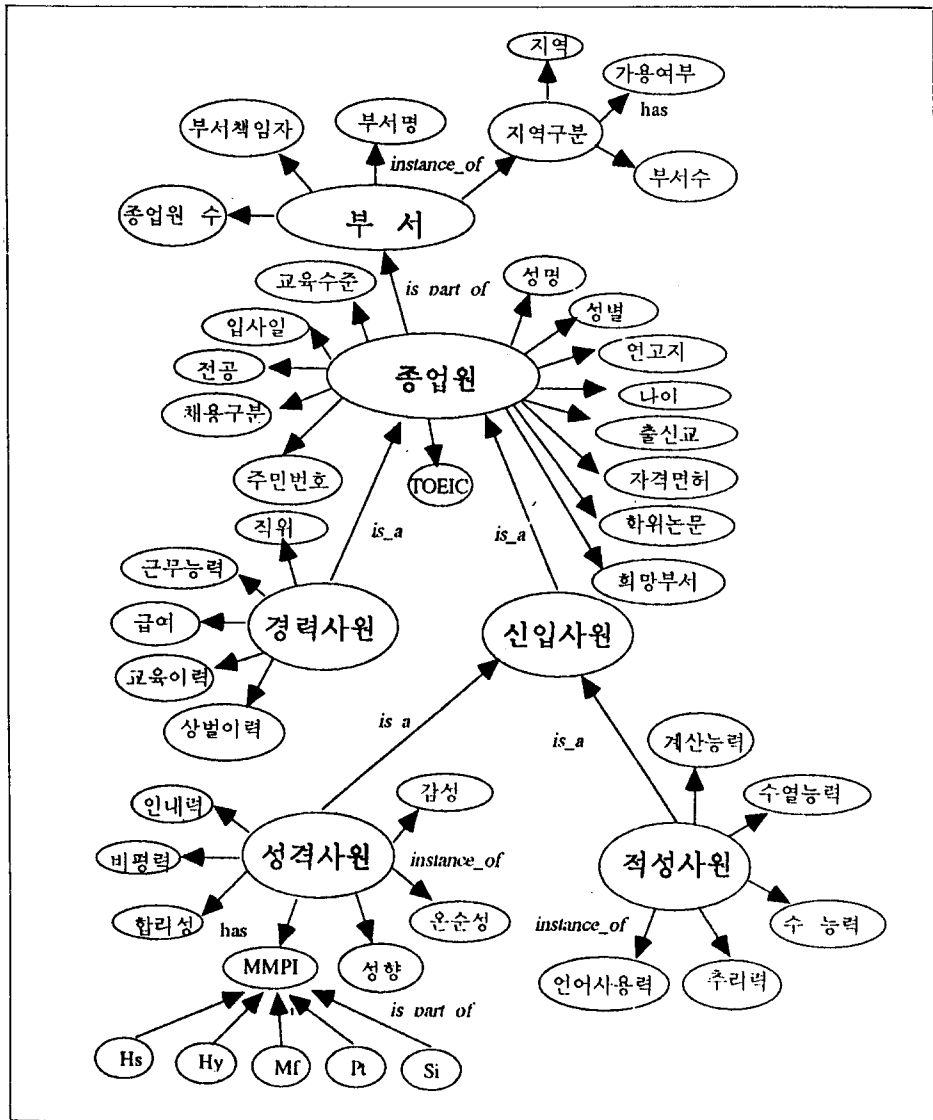 지역
가용여부
has
부서명
부서책임자
지역구분
instance_of
부서수
종업원 수
부 서
교육수준
is_part_of
성명
입사일
성별
연고지
전공
종업원
나이
채용구분
출신교
주민번호
TOEIC
자격면허
학위논문
직위
is_a
is_a
희망부서
근무능력
급여
경력사원
신입사원
교육이력
상벌이력
is_a
is_a
계산능력
감성
인내력
수열능력
비평력
성격사원
instance_of
적성사원
합리성
has
온순성
instance_of
수 능력
MMPI
성향
언어사용력
추리력
is_part_of
Hs
Hy
Mf
Pt
Si